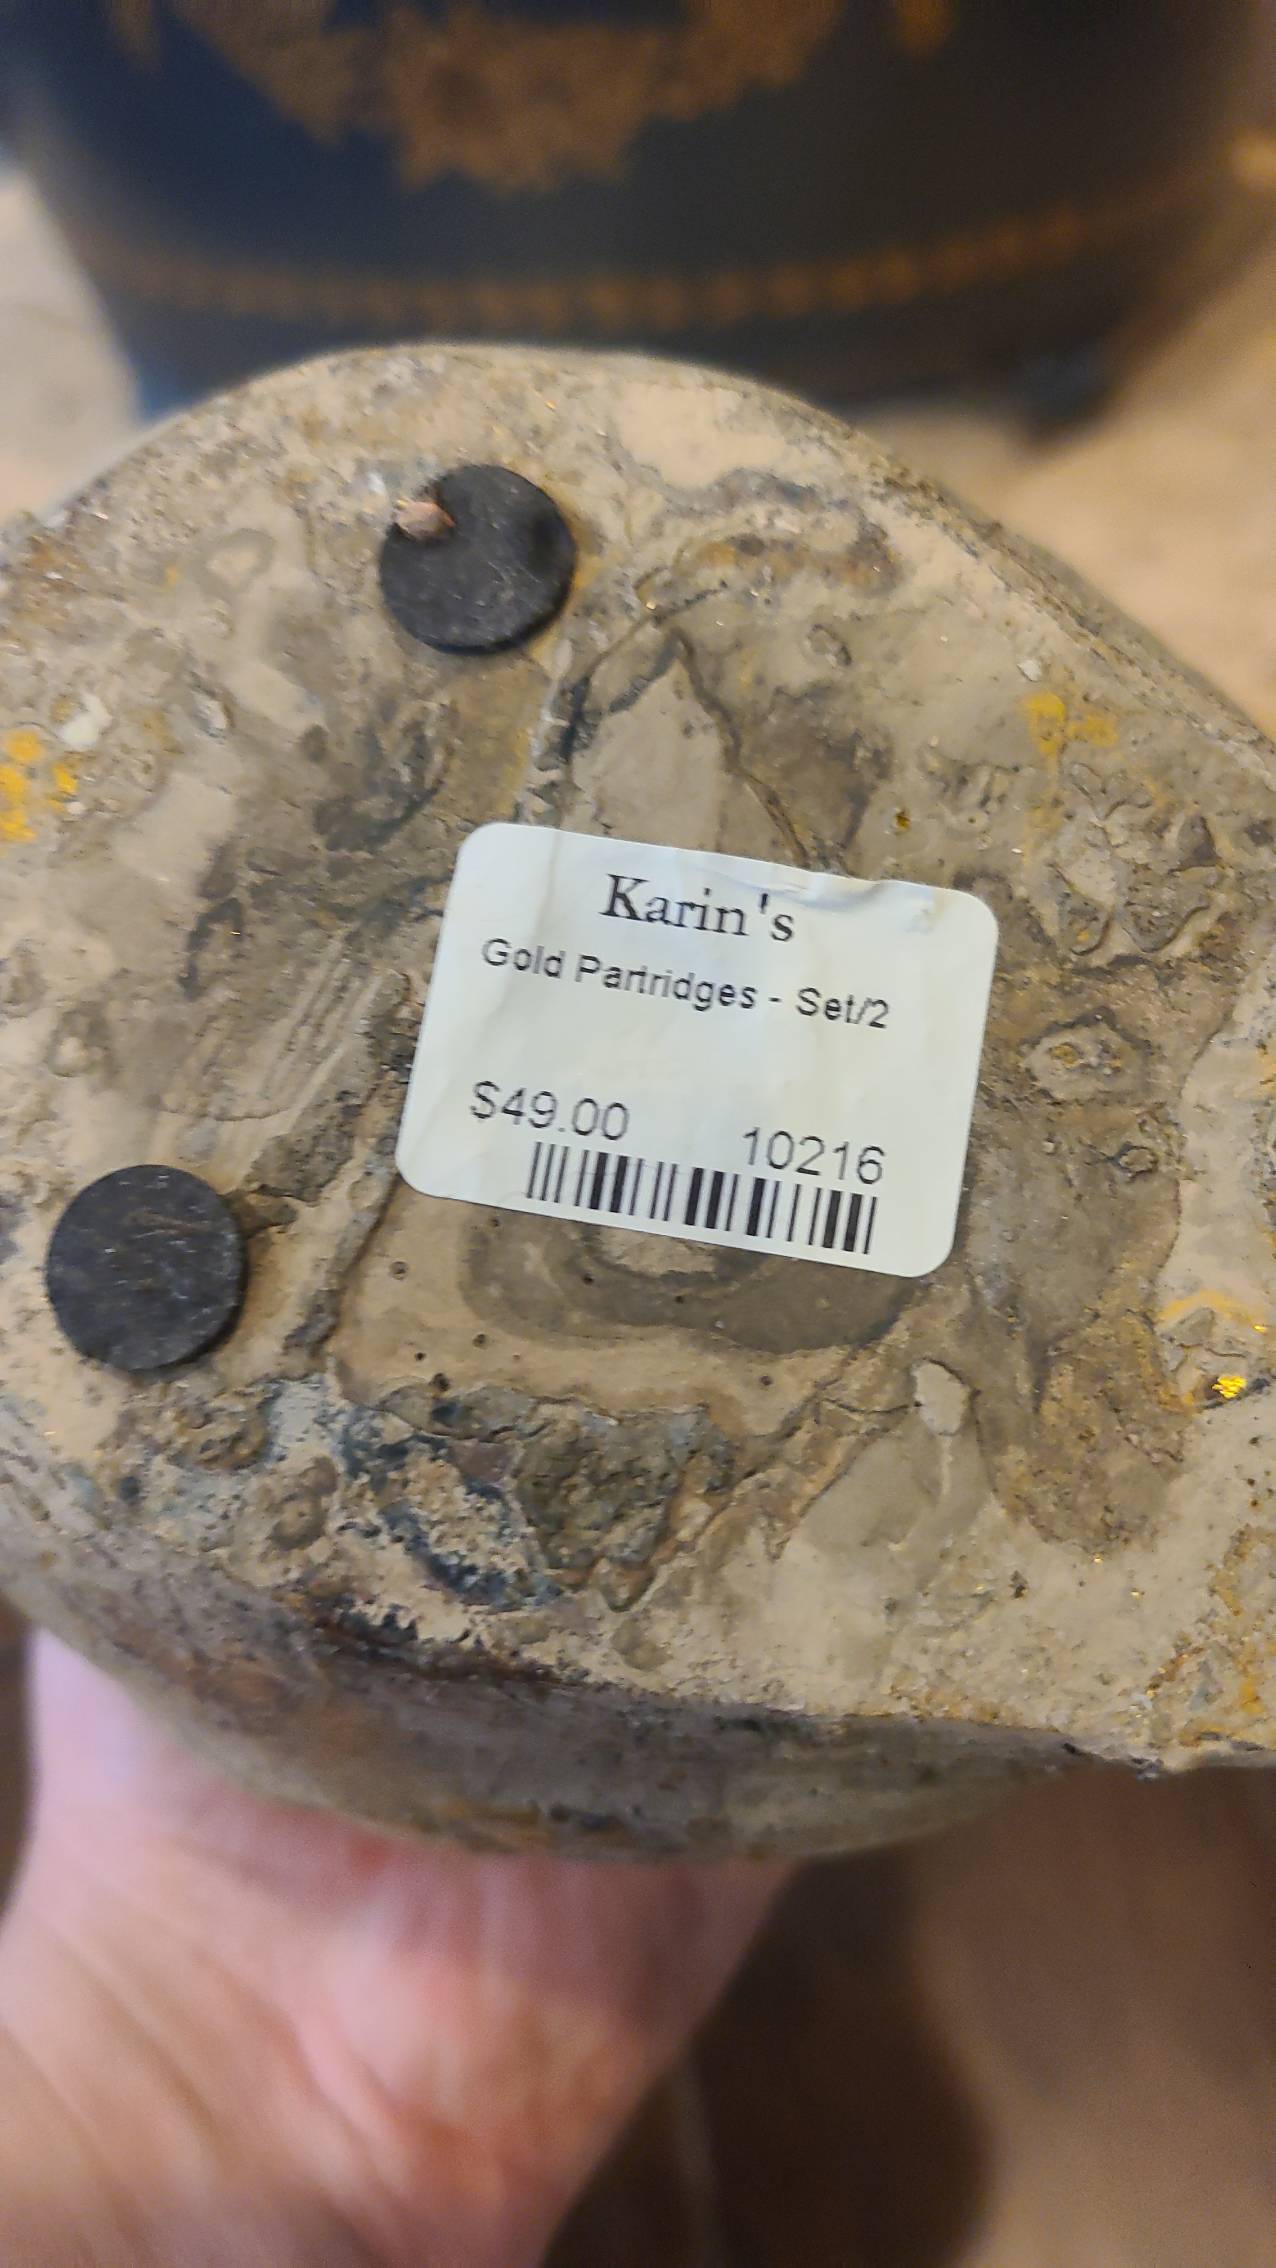 Karin's
Gold Partridges - Set/2
$49.00 10216